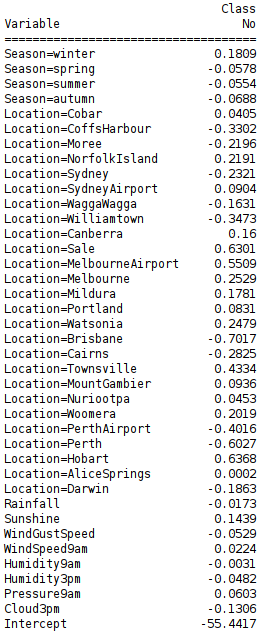 Class
Variable No
===================================
Season=winter 0.1809
Season=spring -0.0578
Season=summer -0.0554
Season=autumn -0.0688
Location=Cobar 0.0405
Location=CoffsHarbour -0.3302
Location=Moree -0.2196
Location=NorfolkIsland 0.2191
Location=Sydney -0.2321
Location=SydneyAirport 0.0904
Location=WaggaWagga -0.1631
Location=Williamtown -0.3473
Location=Canberra 0.16
Location=Sale 0.6301
Location=MelbourneAirport 0.5509
Location=Melbourne 0.2529
Location=Mildura 0.1781
Location=Portland 0.0831
Location=Watsonia 0.2479
Location=Brisbane -0.7017
Location=Cairns -0.2825
Location=Townsville 0.4334
Location=MountGambier 0.0936
Location=Nuriootpa 0.0453
Location=Woomera 0.2019
Location=PerthAirport -0.4016
Location=Perth -0.6027
Location=Hobart 0.6368
Location=AliceSprings 0.0002
Location=Darwin -0.1863
Rainfall -0.0173
Sunshine 0.1439
WindGustSpeed -0.0529
WindSpeed9am 0.0224
Humidity9am -0.0031
Humidity3pm -0.0482
Pressure9am 0.0603
Cloud3pm -0.1306
Intercept -55.4417